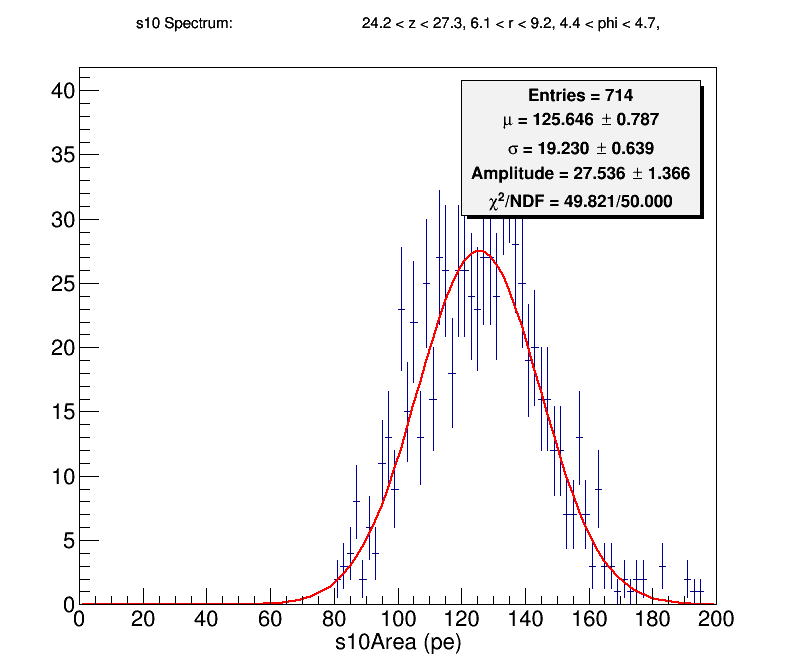 s10 Spectrum: 24.2 < z < 27.3, 6.1 < r < 9.2, 4.4 < phi < 4.7,
Entries = 714
μ = 125.646 ± 0.787
σ = 19.230 ± 0.639
Amplitude = 27.536 ± 1.366
χ²/NDF = 49.821/50.000
40
35
30
25
20
15
10
5
0
0 20 40 60 80 100 120 140 160 180 200
s10Area (pe)